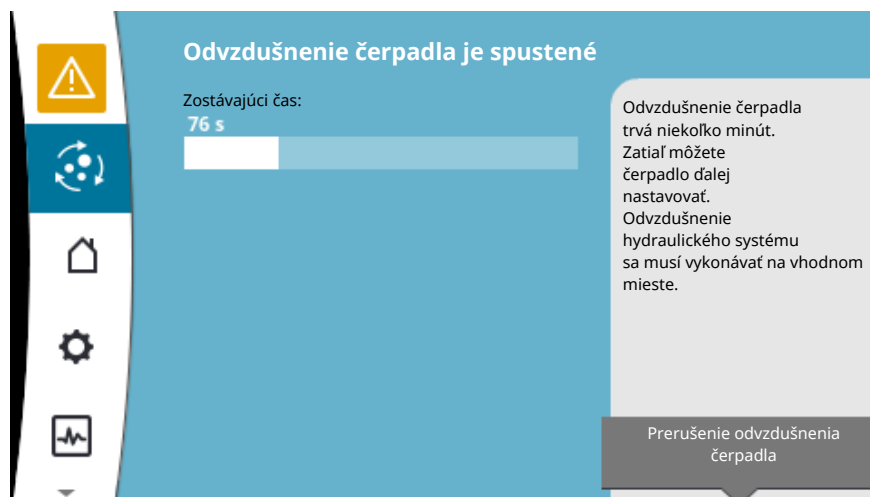 Odvzdušnenie čerpadla je spustené
Zostávajúci čas:
76 s
Odvzdušnenie čerpadla
trvá niekoľko minút.
Zatiaľ môžete
čerpadlo ďalej
nastavovať.
Odvzdušnenie
hydraulického systému
sa musí vykonávať na vhodnom
mieste.
Prerušenie odvzdušnenia
čerpadla